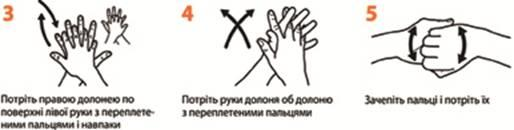 3
4
5
Потріть правою долонею по
поверхні лівої руки з переплете-
ними пальцями і навпаки
Потріть руки долоня об долоню
з переплетеними пальцями
Зачепіть пальці і потріть їх